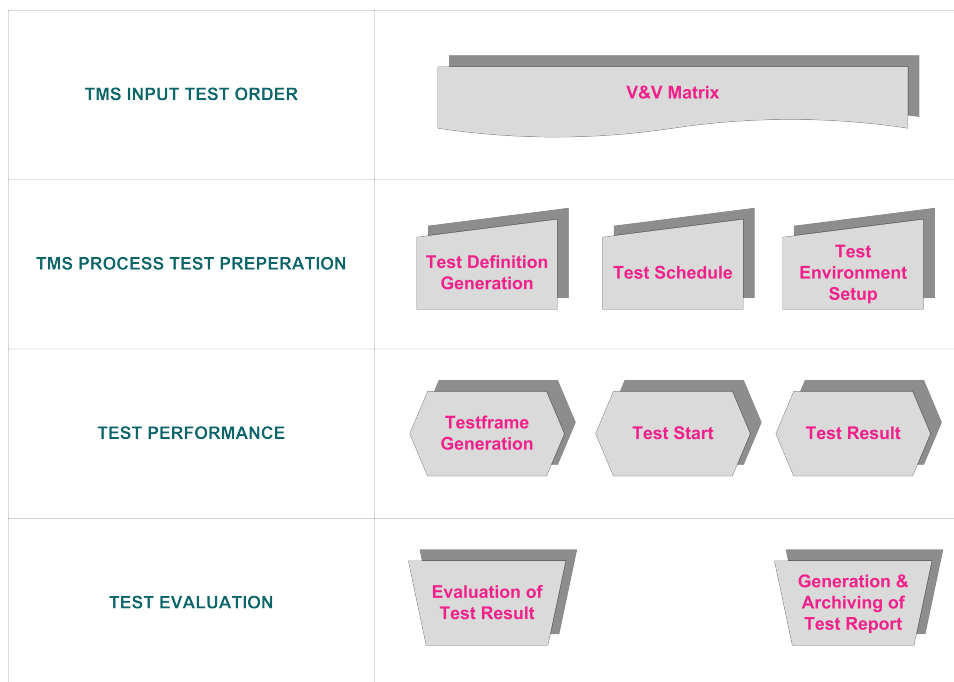 TMS INPUT TEST ORDER
V&V Matrix
TMS PROCESS TEST PREPERATION
Test Definition
Generation
Test Schedule
Test
Environment
Setup
TEST PERFORMANCE
Testframe
Generation
Test Start
Test Result
TEST EVALUATION
Evaluation of
Test Result
Generation &
Archiving of
Test Report